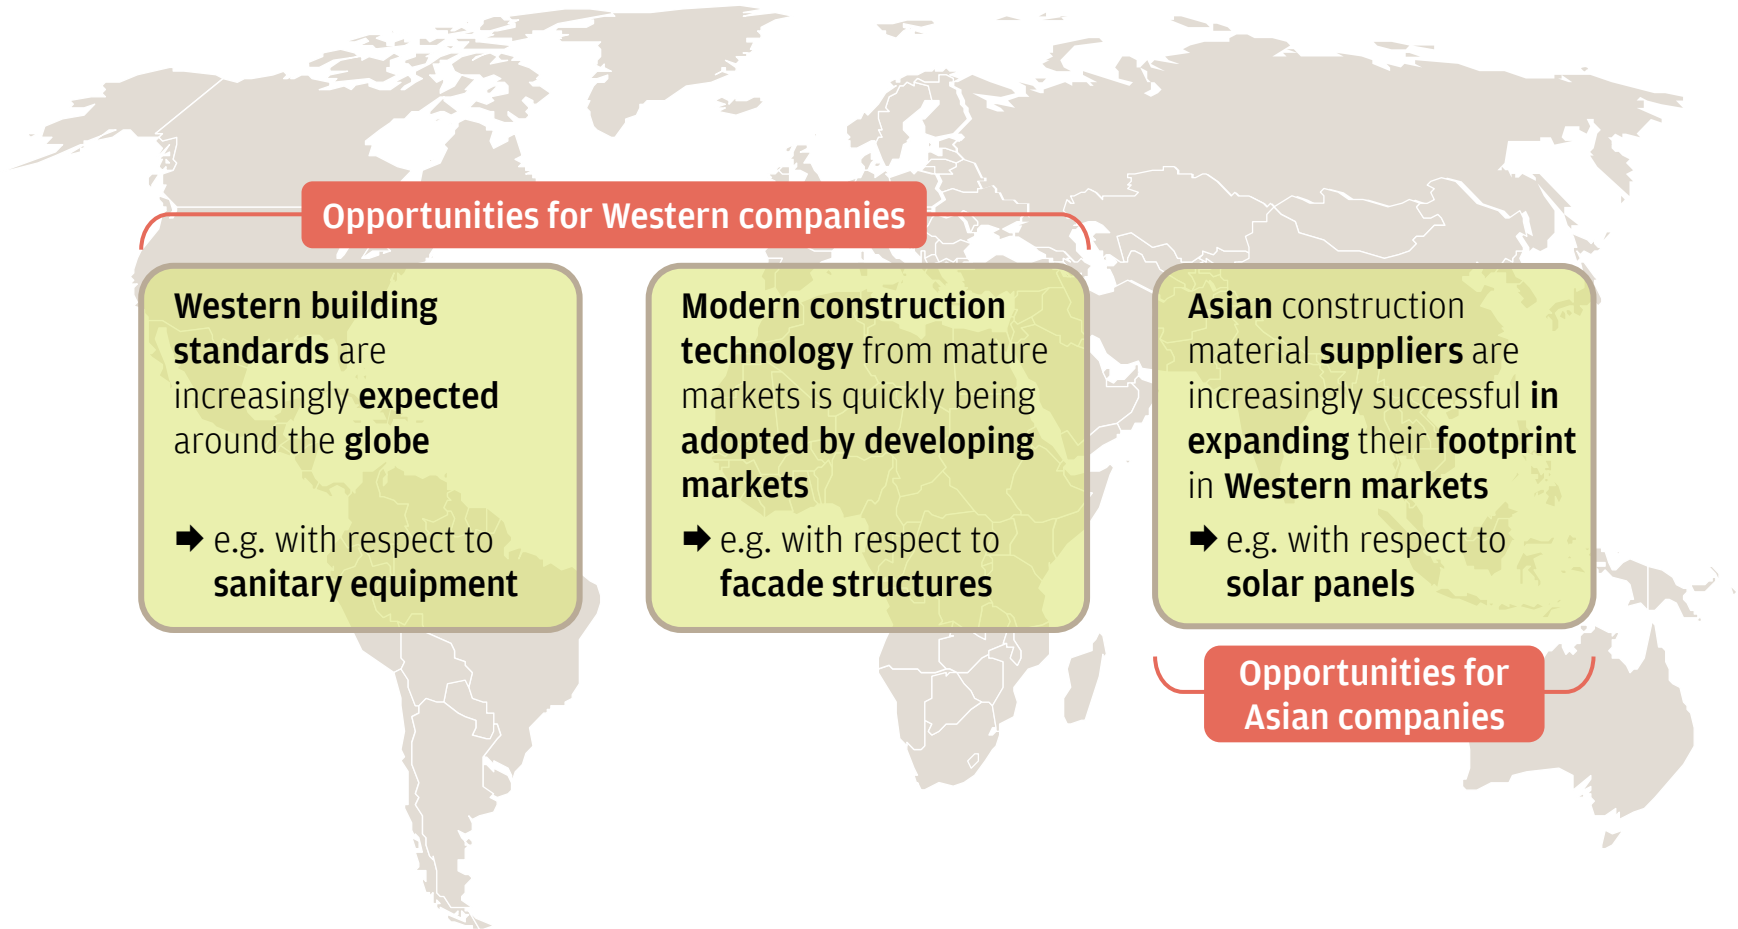 Opportunities for Western companies
Western building
standards are
increasingly expected
around the globe
➡ e.g. with respect to
sanitary equipment
Modern construction
technology from mature
markets is quickly being
adopted by developing
markets
➡ e.g. with respect to
facade structures
Asian construction
material suppliers are
increasingly successful in
expanding their footprint
in Western markets
➡ e.g. with respect to
solar panels
Opportunities for
Asian companies